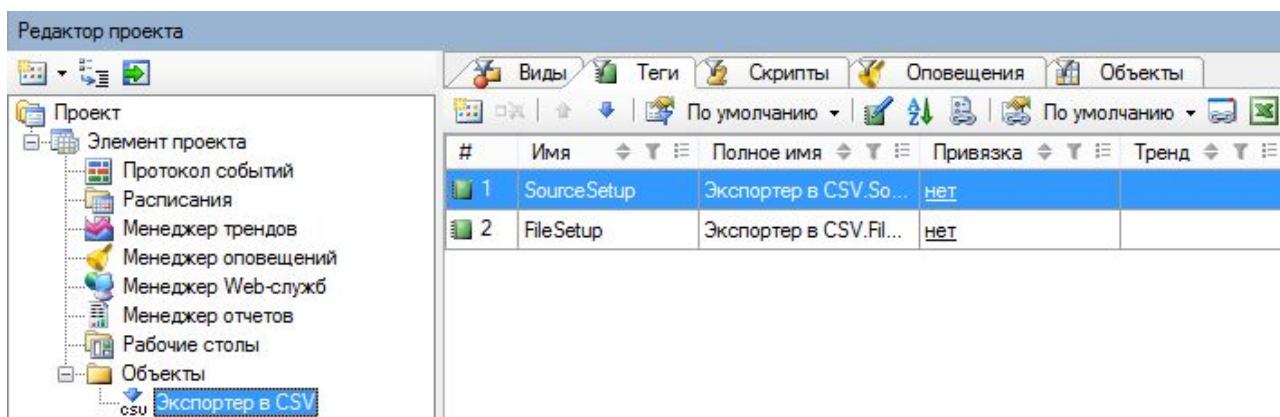 Редактор проекта
Виды Теги Скрипты Оповещения Объекты
По умолчанию По умолчанию
Проект
Элемент проекта
Протокол событий
Расписания
Менеджер трендов
Менеджер оповещений
Менеджер Web-служб
Менеджер отчетов
Рабочие столы
Объекты
csv Экспортер в CSV
# Имя Полное имя Привязка Тренд
1 SourceSetup Экспортер в CSV.So... нет
2 FileSetup Экспортер в CSV.Fil... нет